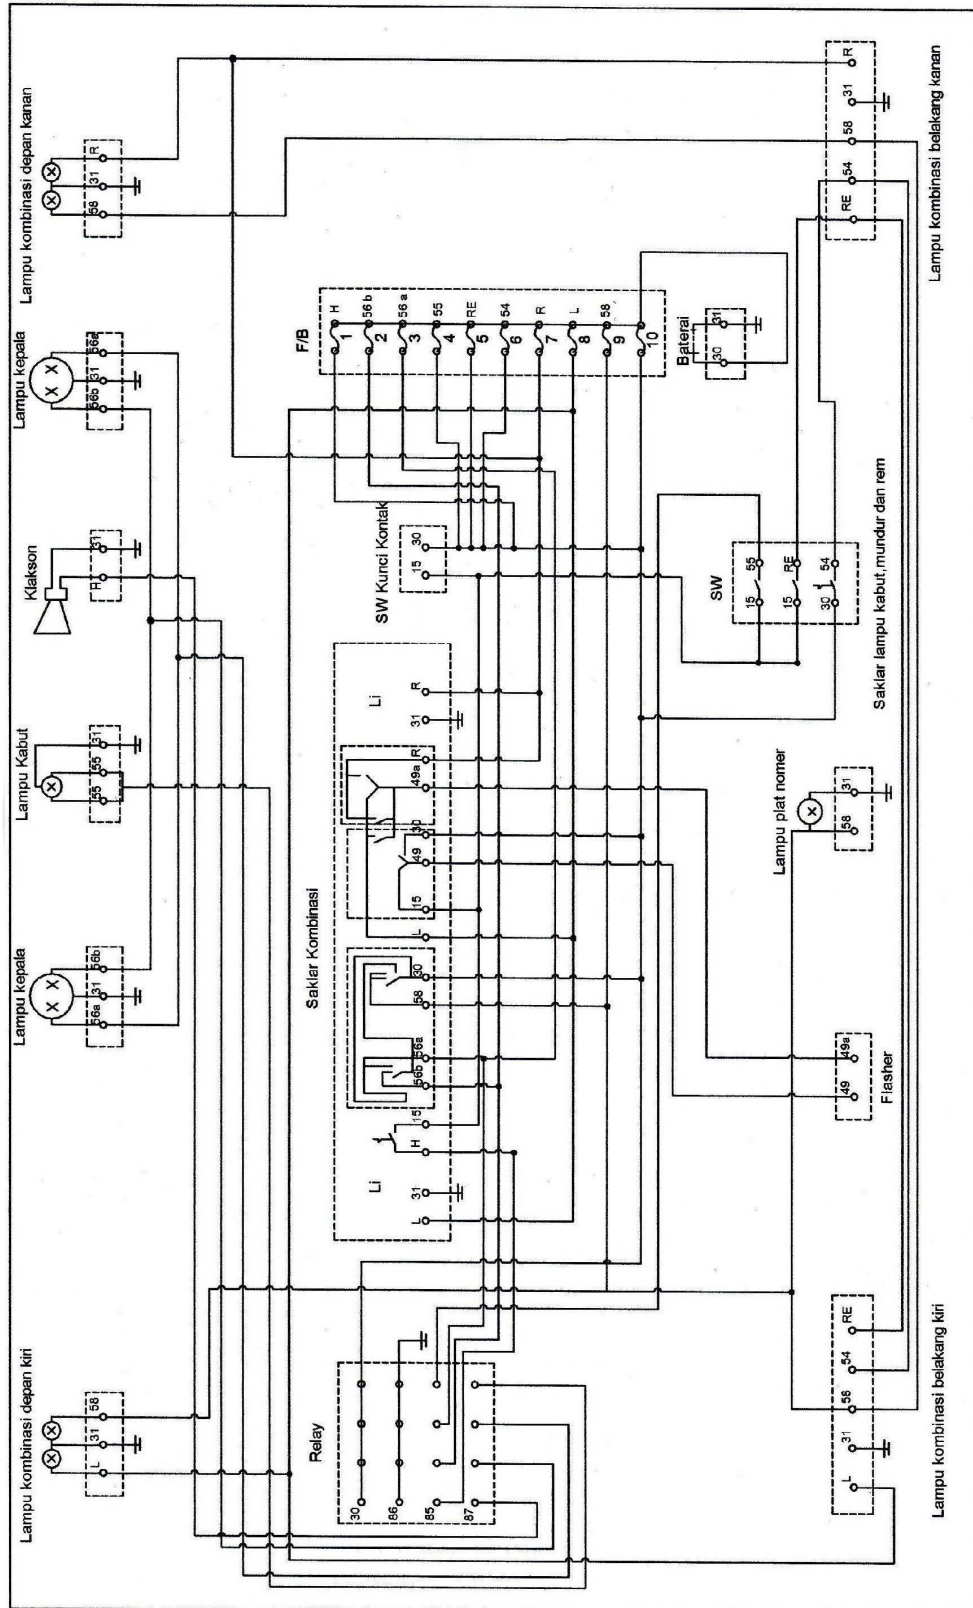 Lampu kombinasi depan kiri
L 31 58
Lampu kepala
56a 31 56b
Lampu Kabut
55 55 31
Klakson
H 31
Lampu kepala
56b 31 56a
Lampu kombinasi depan kanan
58 31 R
Relay
30
86
85
87
Saklar Kombinasi
Li
Li
L 31 H 15 56b 56a 58 30 L 15 49 30 49a R 31 R
SW Kunci Kontak
15 30
F/B
1 H
2 56 b
3 56 a
4 55
5 RE
6 54
7 R
8 L
9 58
10
Baterai
30 31
SW
15 55
15 RE
30 54
Saklar lampu kabut,mundur dan rem
Lampu plat nomer
58 31
Flasher
49 49a
L 31 58 54 RE
Lampu kombinasi belakang kiri
RE 54 58 31 R
Lampu kombinasi belakang kanan